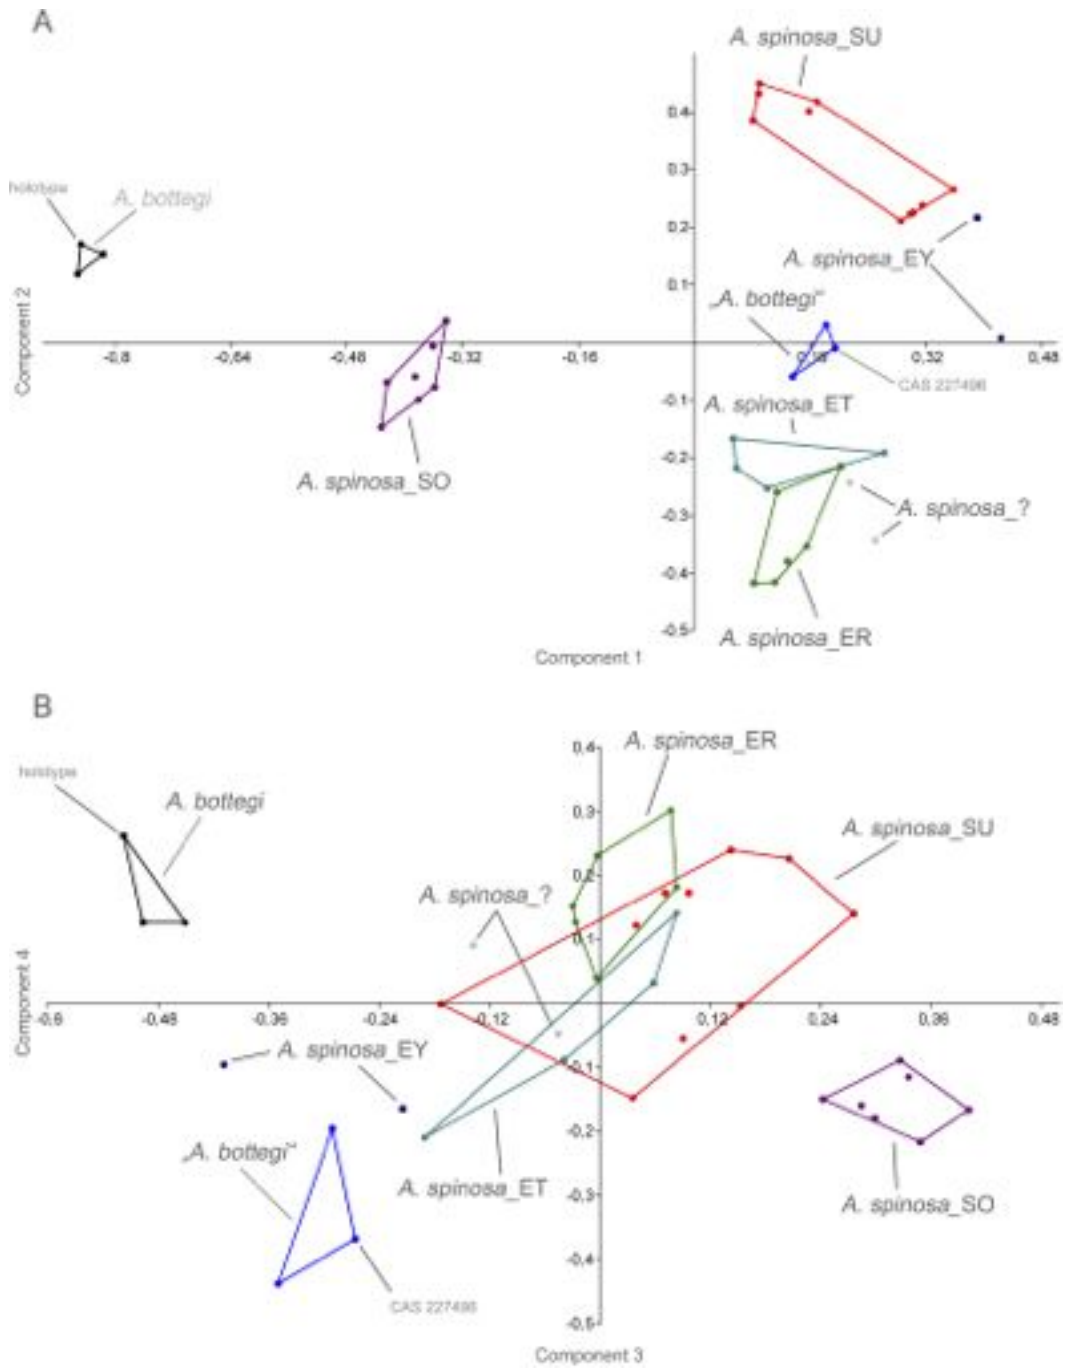 A
A. spinosa_SU
0.4
0.3
holotype
A. bottegi
0.2
A. spinosa_EY
0.1
„A. bottegi“
Component 2
-0,8
-0,64
-0,48
-0,32
-0,16
0,16
0,32
0,48
CAS 227496
-0.1
A. spinosa_ET
-0.2
A. spinosa_SO
A. spinosa_?
-0.3
-0.4
-0.5
A. spinosa_ER
Component 1
B
0.4
A. spinosa_ER
holotype
A. bottegi
0.3
A. spinosa_SU
0.2
A. spinosa_?
0.1
Component 4
-0.6
-0,48
-0,36
-0,24
-0,12
0,12
0,24
0,36
0,48
A. spinosa_EY
-0.1
„A. bottegi“
-0.2
A. spinosa_ET
-0.3
A. spinosa_SO
-0.4
CAS 227496
-0.5
Component 3